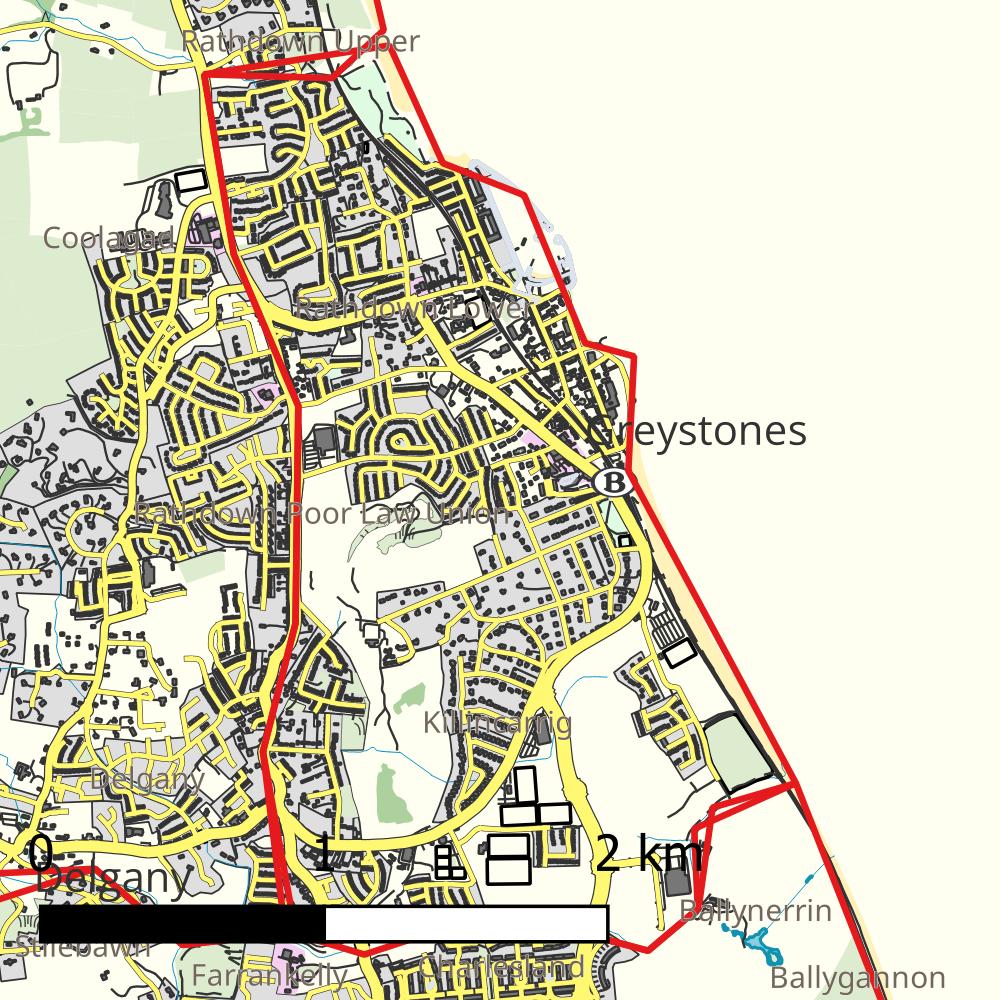 Rathdown Upper
Coolagad
Rathdown Lower
Greystones
B
Rathdown Poor Law Union
Killincarrig
Delgany
0 1 2 km
Delgany
Ballynerrin
Stilebawn
Farrankelly
Charlesland
Ballygannon